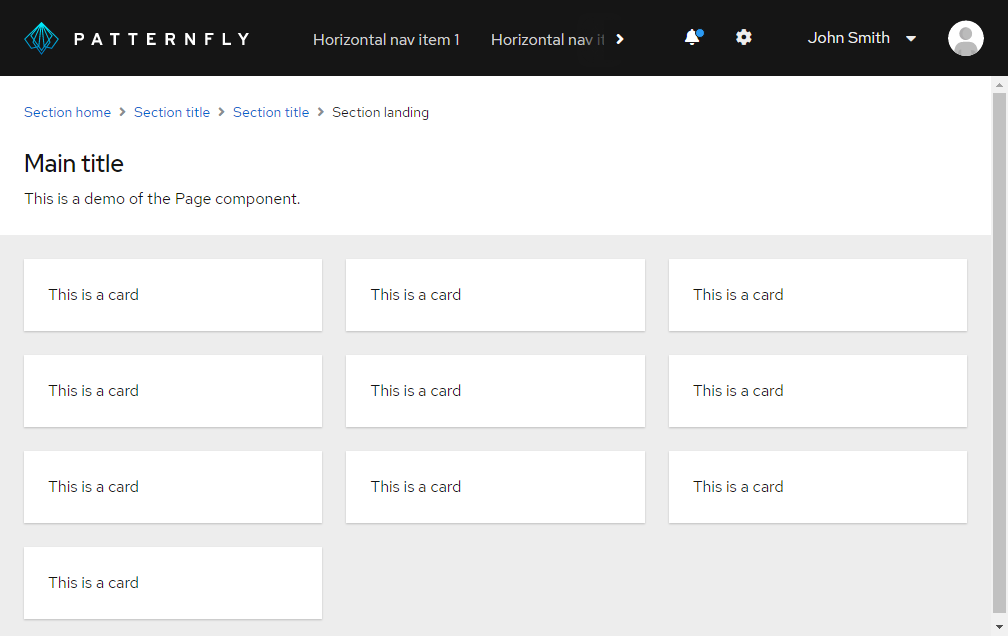 PATTERNFLY Horizontal nav item 1 Horizontal nav it John Smith
Section home Section title Section title Section landing
Main title
This is a demo of the Page component.
This is a card This is a card This is a card
This is a card This is a card This is a card
This is a card This is a card This is a card
This is a card